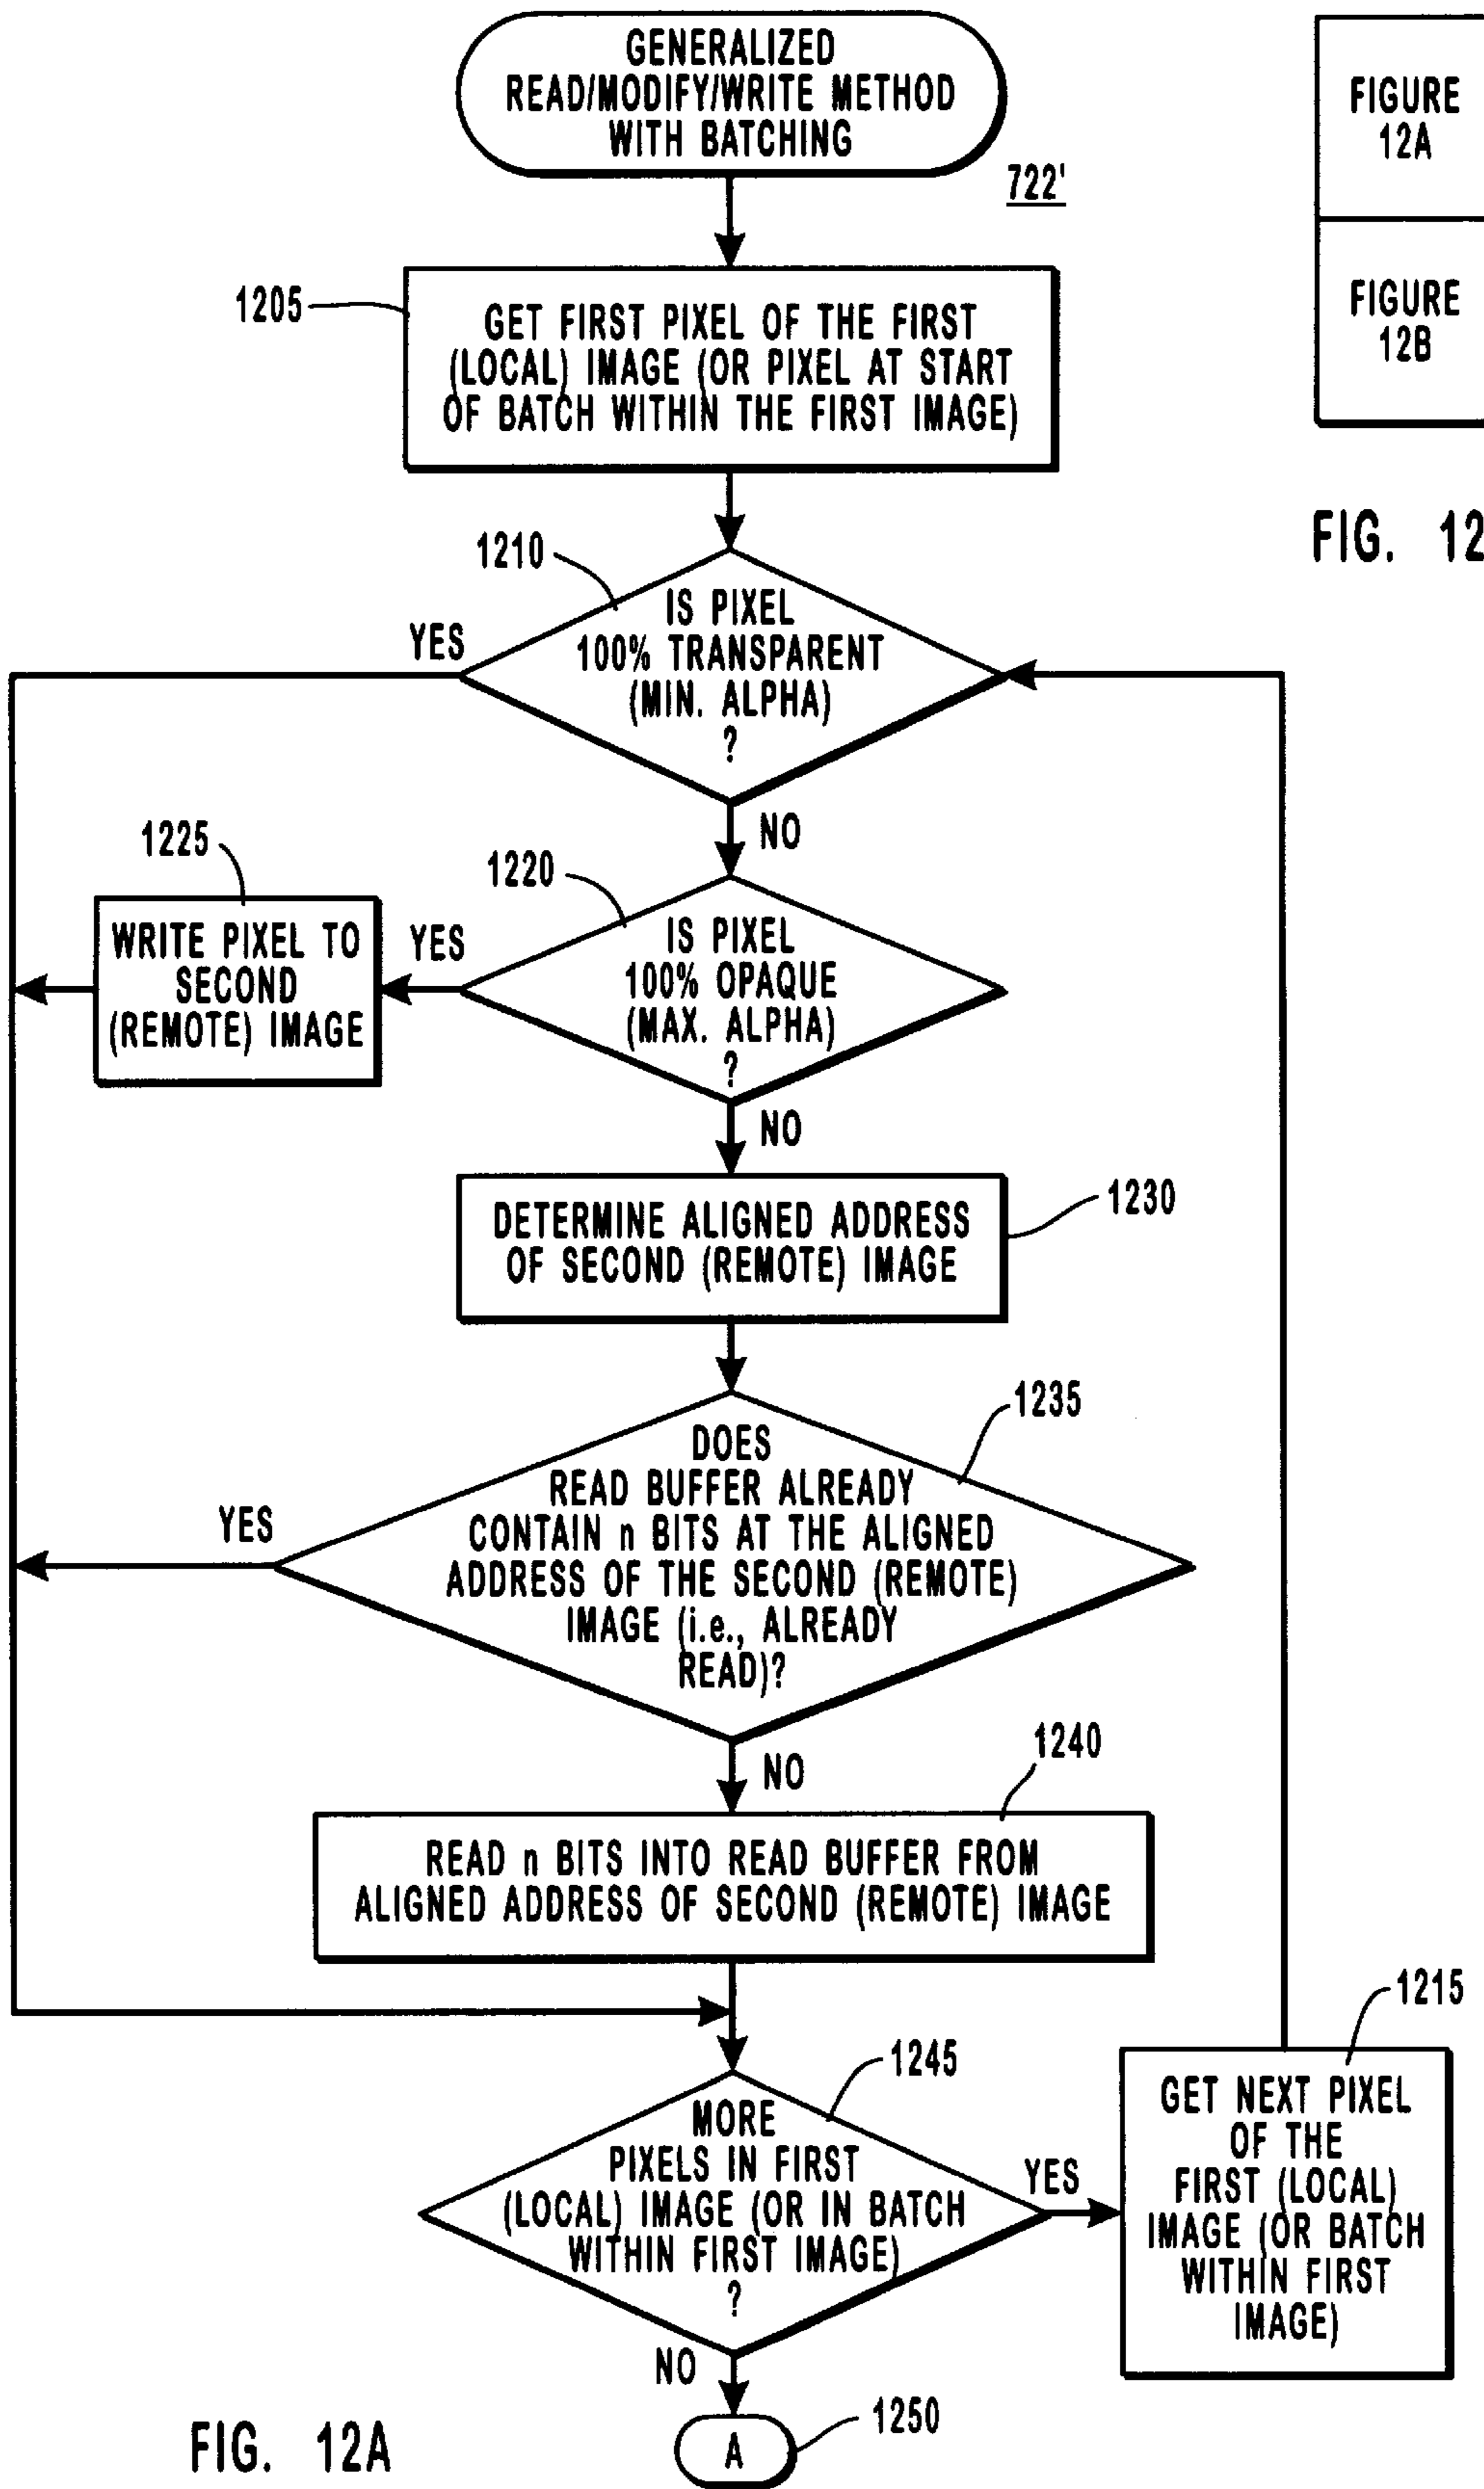 GENERALIZED
READ/MODIFY/WRITE METHOD
WITH BATCHING
722'
FIGURE
12A
FIGURE
12B
FIG. 12
1205
GET FIRST PIXEL OF THE FIRST
(LOCAL) IMAGE (OR PIXEL AT START
OF BATCH WITHIN THE FIRST IMAGE)
1210
IS PIXEL
100% TRANSPARENT
(MIN. ALPHA)
?
YES
NO
1225
WRITE PIXEL TO
SECOND
(REMOTE) IMAGE
YES
1220
IS PIXEL
100% OPAQUE
(MAX. ALPHA)
?
NO
1230
DETERMINE ALIGNED ADDRESS
OF SECOND (REMOTE) IMAGE
1235
DOES
READ BUFFER ALREADY
CONTAIN n BITS AT THE ALIGNED
ADDRESS OF THE SECOND (REMOTE)
IMAGE (i.e., ALREADY
READ)?
YES
NO
1240
READ n BITS INTO READ BUFFER FROM
ALIGNED ADDRESS OF SECOND (REMOTE) IMAGE
1245
MORE
PIXELS IN FIRST
(LOCAL) IMAGE (OR IN BATCH
WITHIN FIRST IMAGE)
?
YES
1215
GET NEXT PIXEL
OF THE
FIRST (LOCAL)
IMAGE (OR BATCH
WITHIN FIRST
IMAGE)
NO
A
1250
FIG. 12A